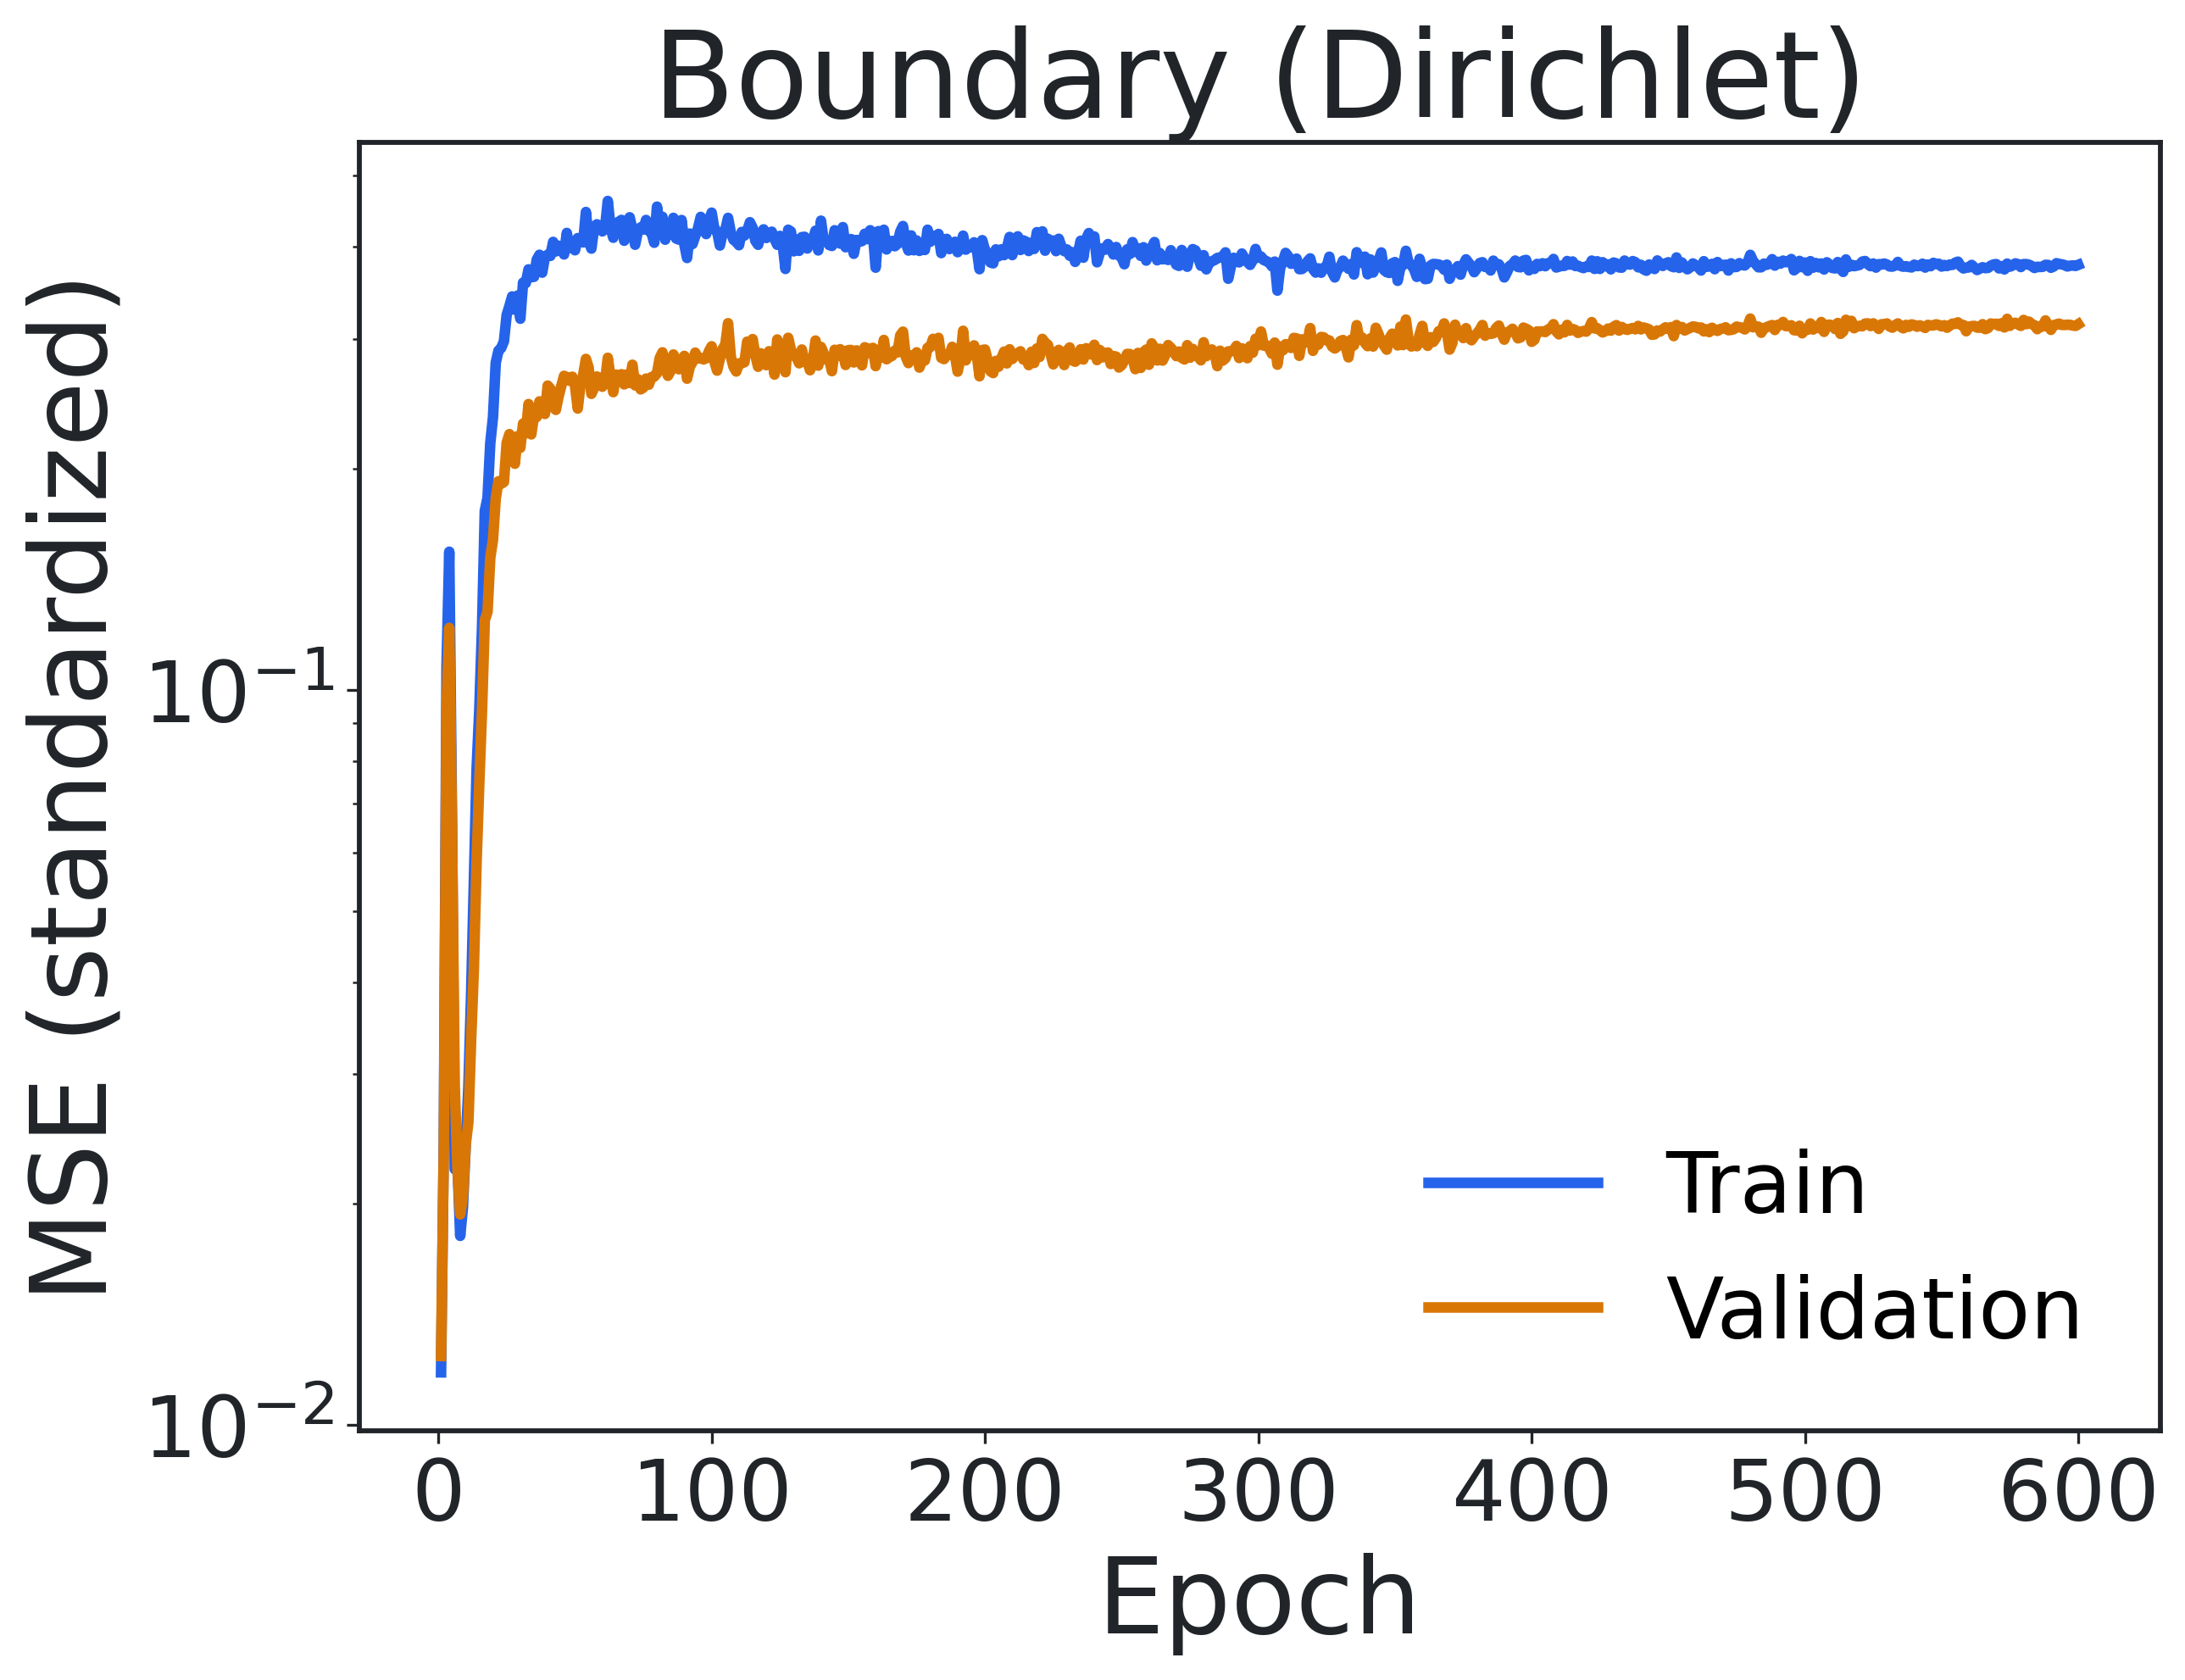 Boundary (Dirichlet)
MSE (standardized)
10⁻¹
10⁻²
Train
Validation
0 100 200 300 400 500 600
Epoch